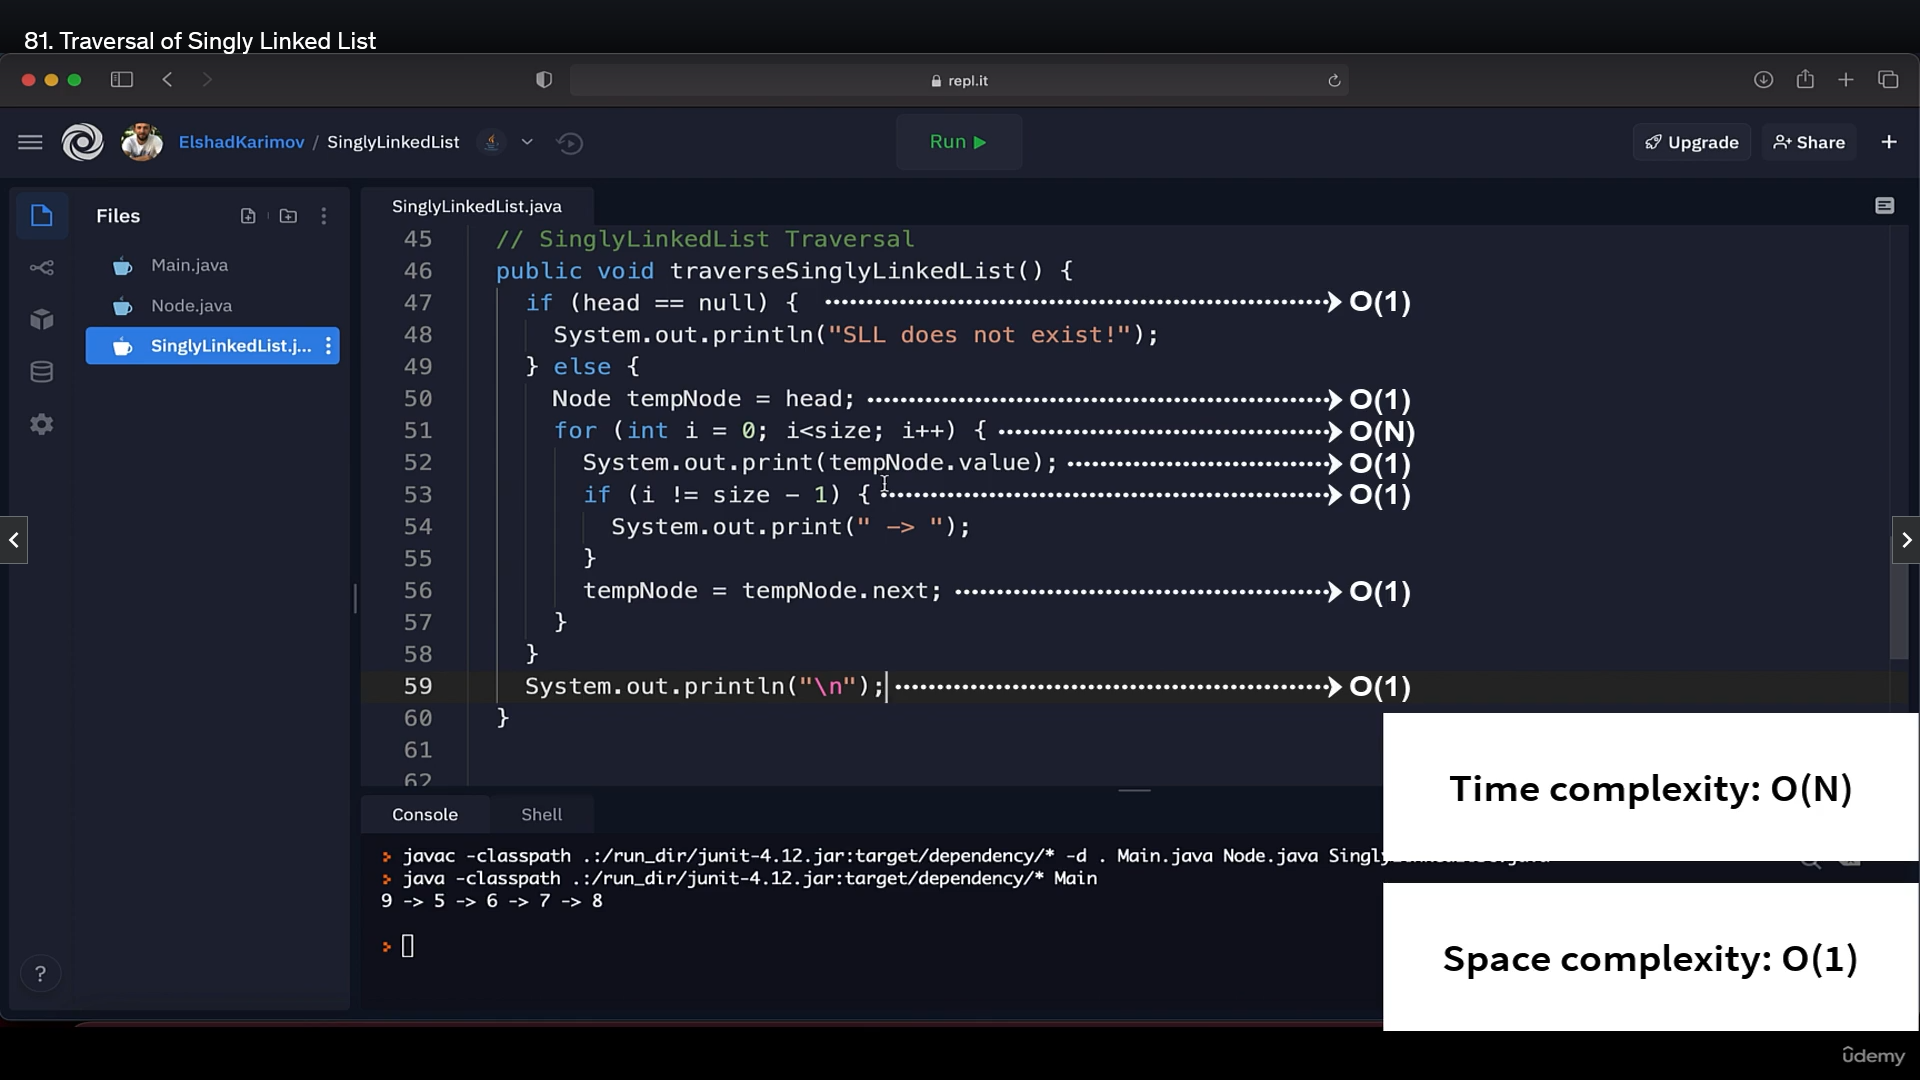 81. Traversal of Singly Linked List
repl.it
ElshadKarimov / SinglyLinkedList
Run
Upgrade
Share
Files
Main.java
Node.java
SinglyLinkedList.j...
SinglyLinkedList.java
45 // SinglyLinkedList Traversal
46 public void traverseSinglyLinkedList() {
47 if (head == null) { O(1)
48 System.out.println("SLL does not exist!");
49 } else {
50 Node tempNode = head; O(1)
51 for (int i = 0; i<size; i++) { O(N)
52 System.out.print(tempNode.value); O(1)
53 if (i != size - 1) { O(1)
54 System.out.print(" -> ");
55 }
56 tempNode = tempNode.next; O(1)
57 }
58 }
59 System.out.println("\n"); O(1)
60 }
61
62
Console
Shell
javac -classpath .:/run_dir/junit-4.12.jar:target/dependency/* -d . Main.java Node.java SinglyLinkedList.java
java -classpath .:/run_dir/junit-4.12.jar:target/dependency/* Main
9 -> 5 -> 6 -> 7 -> 8
Time complexity: O(N)
Space complexity: O(1)
?
ûdemy